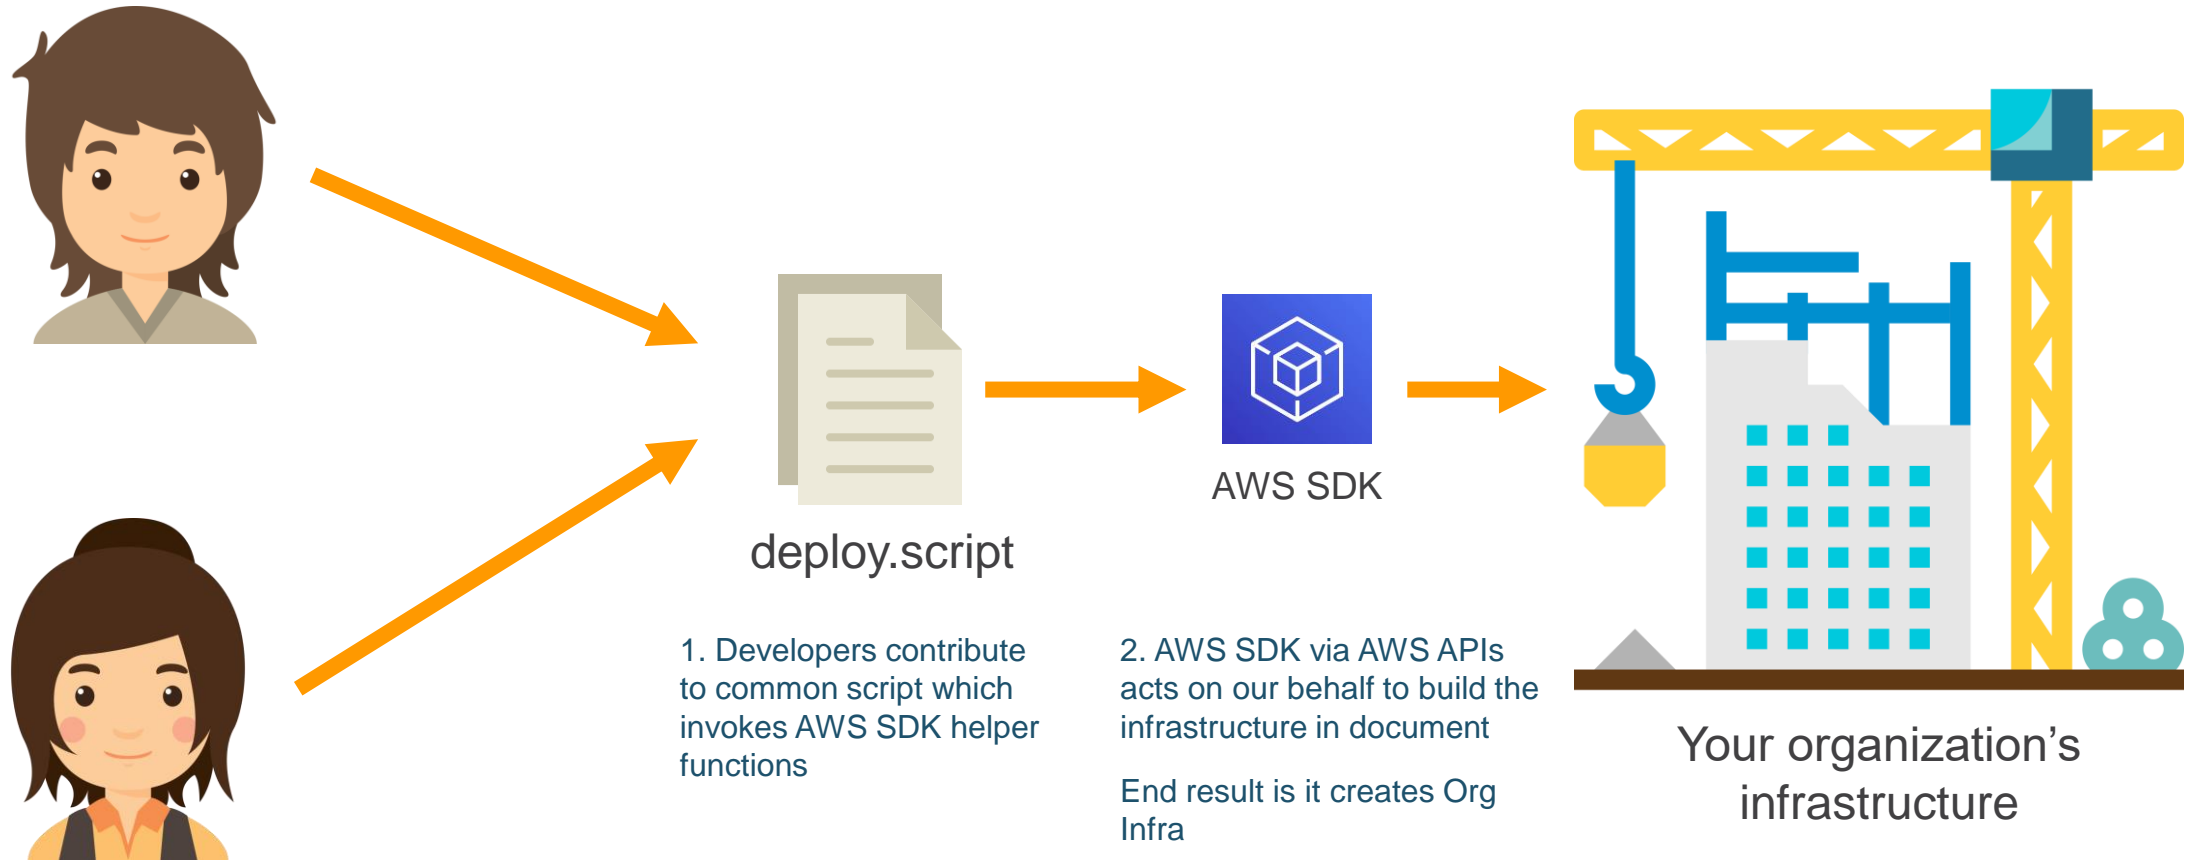 deploy.script
AWS SDK
1. Developers contribute
to common script which
invokes AWS SDK helper
functions
2. AWS SDK via AWS APIs
acts on our behalf to build the
infrastructure in document
End result is it creates Org
Infra
Your organization’s
infrastructure